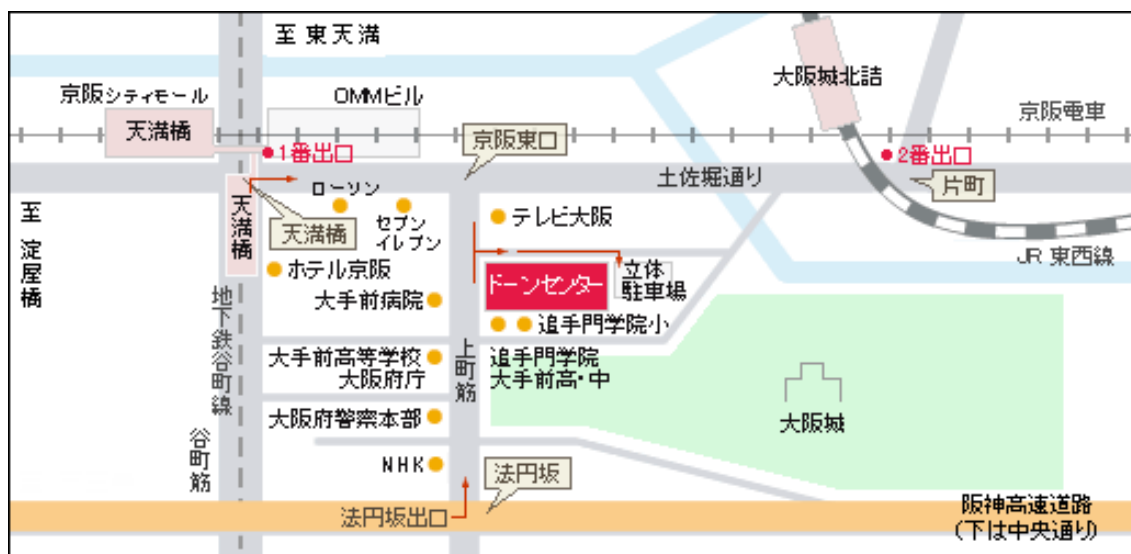 至 東天満
大阪城北詰
京阪シティモール
OMMビル
京阪電車
天満橋
京阪東口
1番出口
2番出口
土佐堀通り
片町
至 淀屋橋
天満橋
ローソン
セブン
イレブン
天満橋
テレビ大阪
JR 東西線
ホテル京阪
ドーンセンター
立体
駐車場
大手前病院
地下鉄谷町線
追手門学院小
上町筋
大手前高等学校
大阪府庁
追手門学院
大手前高・中
大阪城
大阪府警察本部
谷町筋
NHK
法円坂
法円坂出口
阪神高速道路
(下は中央通り)